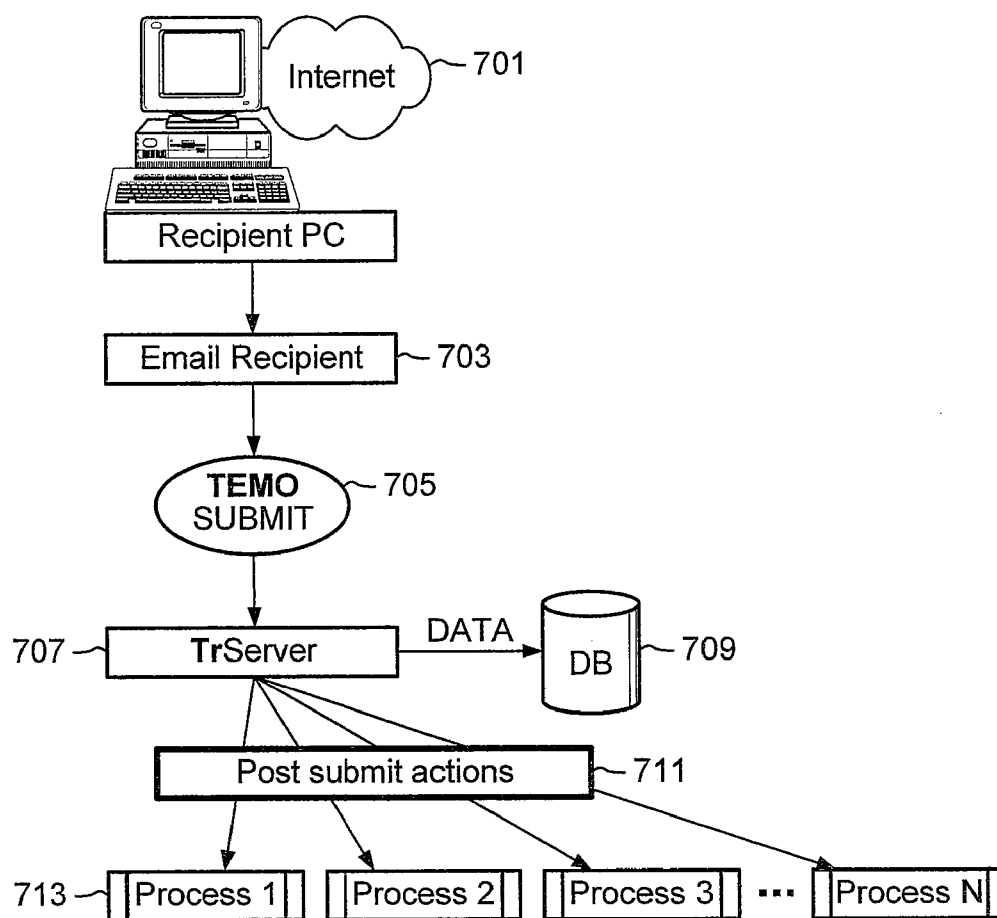 Internet
701
Recipient PC
Email Recipient
703
TEMO
SUBMIT
705
707
TrServer
DATA
DB
709
Post submit actions
711
713
Process 1
Process 2
Process 3
...
Process N